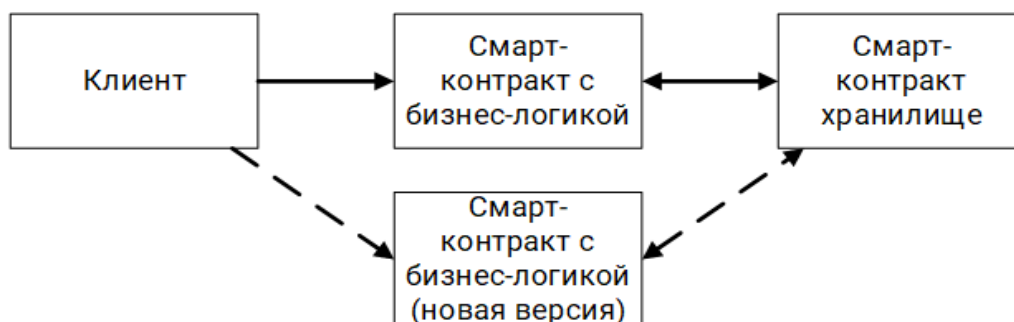 Клиент
Смарт-
контракт с
бизнес-логикой
Смарт-
контракт
хранилище
Смарт-
контракт с
бизнес-логикой
(новая версия)